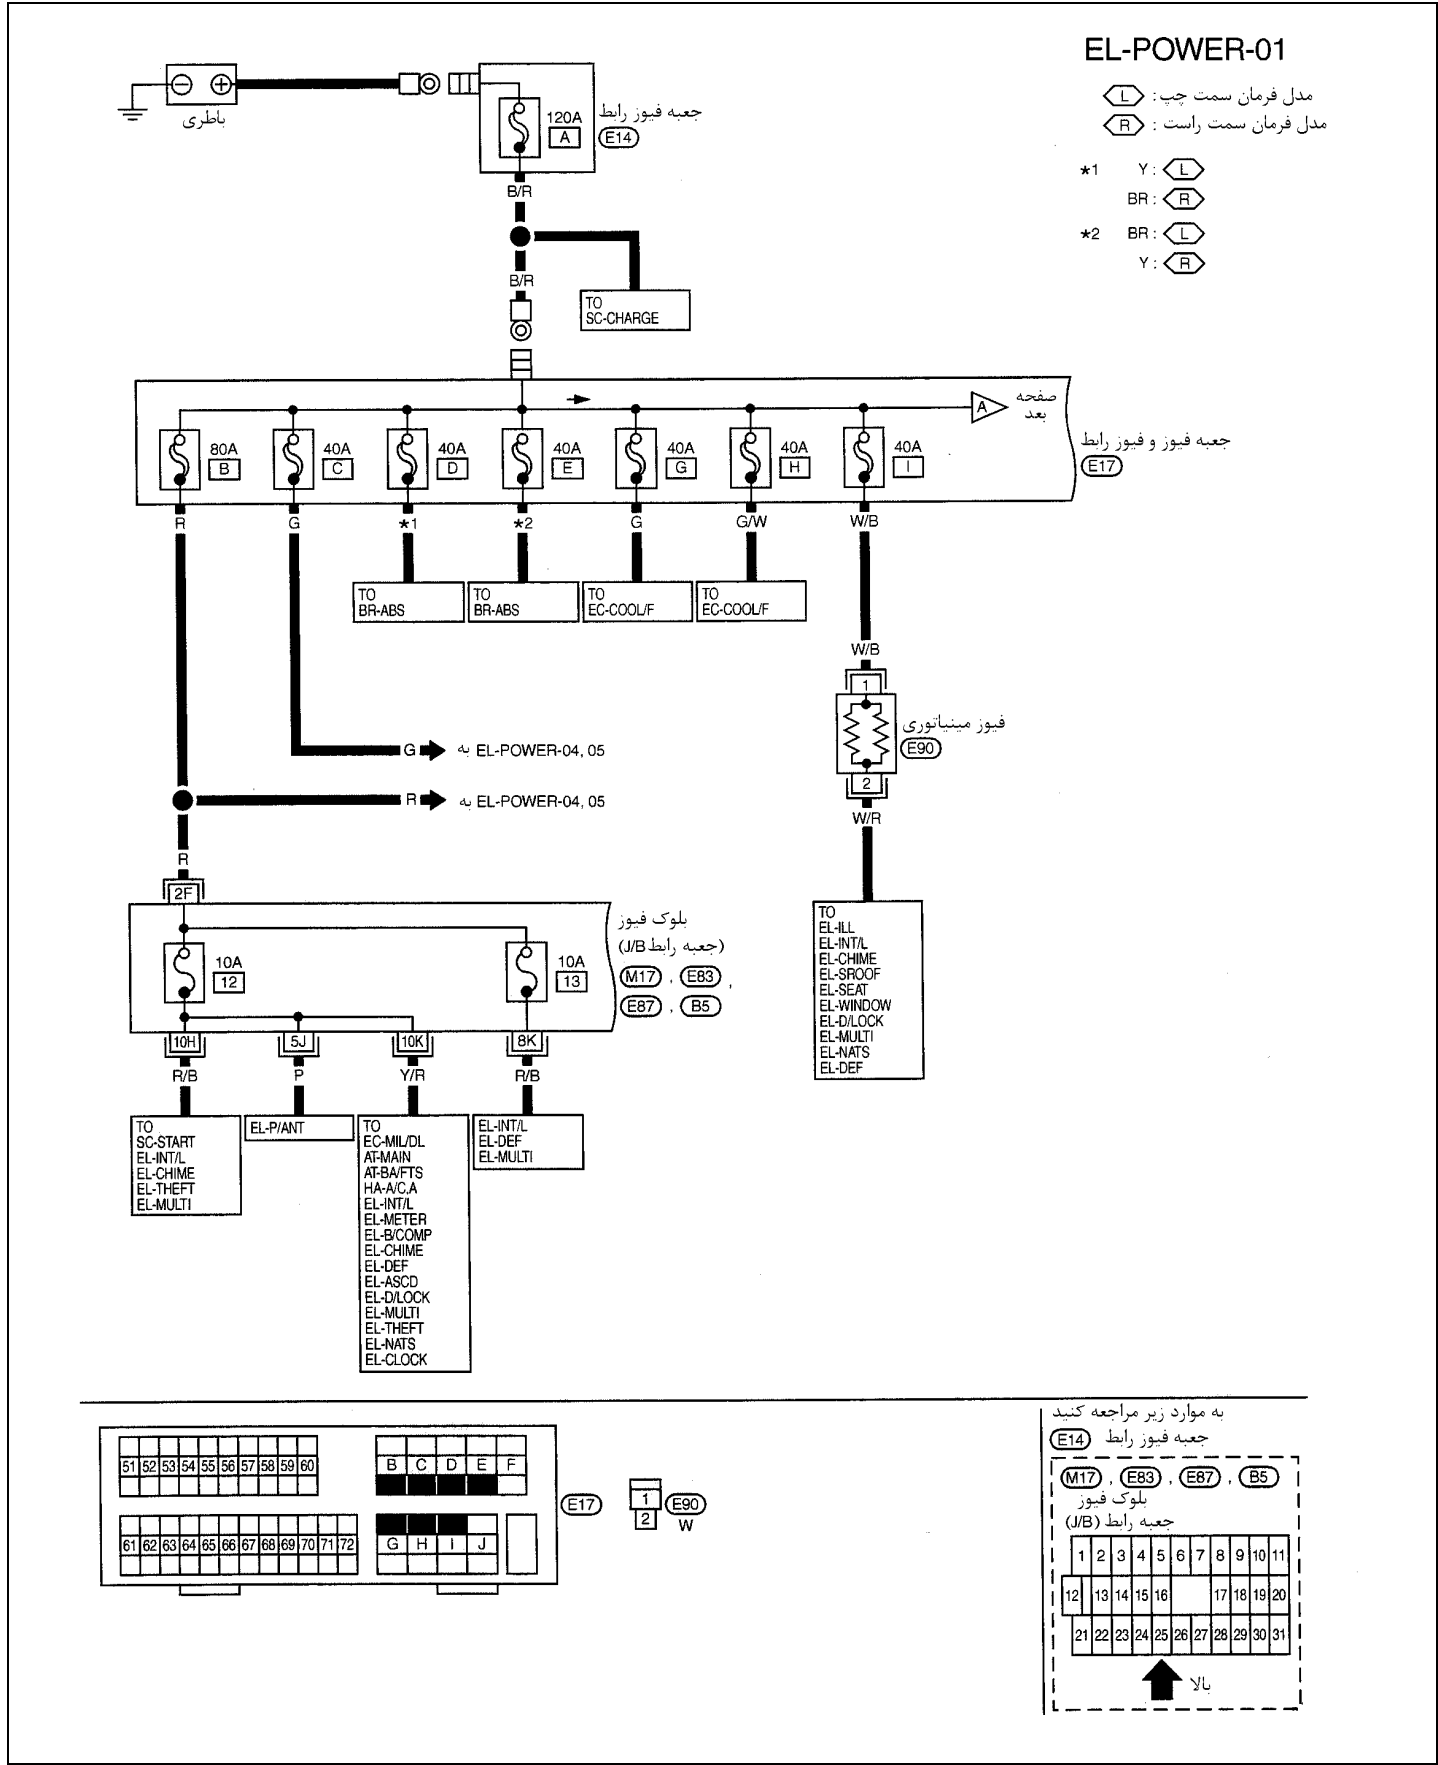 EL-POWER-01
مدل فرمان سمت چپ : L
مدل فرمان سمت راست : R
*1 Y : L
BR : R
*2 BR : L
Y : R
باطری
120A
A
جعبه فیوز رابط
E14
B/R
B/R
TO
SC-CHARGE
A
صفحه
بعد
جعبه فیوز و فیوز رابط
E17
80A
B
40A
C
40A
D
40A
E
40A
G
40A
H
40A
I
R
G
*1
*2
G
G/W
W/B
TO
BR-ABS
TO
BR-ABS
TO
EC-COOL/F
TO
EC-COOL/F
W/B
1
فیوز مینیاتوری
E90
2
W/R
G به EL-POWER-04, 05
R به EL-POWER-04, 05
R
2F
10A
12
10A
13
بلوک فیوز
(جعبه رابط J/B)
M17 , E83 ,
E87 , B5
10H
5J
10K
8K
R/B
P
Y/R
R/B
TO
SC-START
EL-INT/L
EL-CHIME
EL-THEFT
EL-MULTI
EL-P/ANT
TO
EC-MIL/DL
AT-MAIN
AT-BA/FTS
HA-A/C,A
EL-INT/L
EL-METER
EL-B/COMP
EL-CHIME
EL-DEF
EL-ASCD
EL-D/LOCK
EL-MULTI
EL-THEFT
EL-NATS
EL-CLOCK
EL-INT/L
EL-DEF
EL-MULTI
TO
EL-ILL
EL-INT/L
EL-CHIME
EL-SROOF
EL-SEAT
EL-WINDOW
EL-D/LOCK
EL-MULTI
EL-NATS
EL-DEF
51 52 53 54 55 56 57 58 59 60
B C D E F
61 62 63 64 65 66 67 68 69 70 71 72
G H I J
E17
1
2
E90
W
به موارد زیر مراجعه کنید
جعبه فیوز رابط E14
M17 , E83 , E87 , B5
بلوک فیوز
جعبه رابط (J/B)
1 2 3 4 5 6 7 8 9 10 11
12 13 14 15 16 17 18 19 20
21 22 23 24 25 26 27 28 29 30 31
بالا